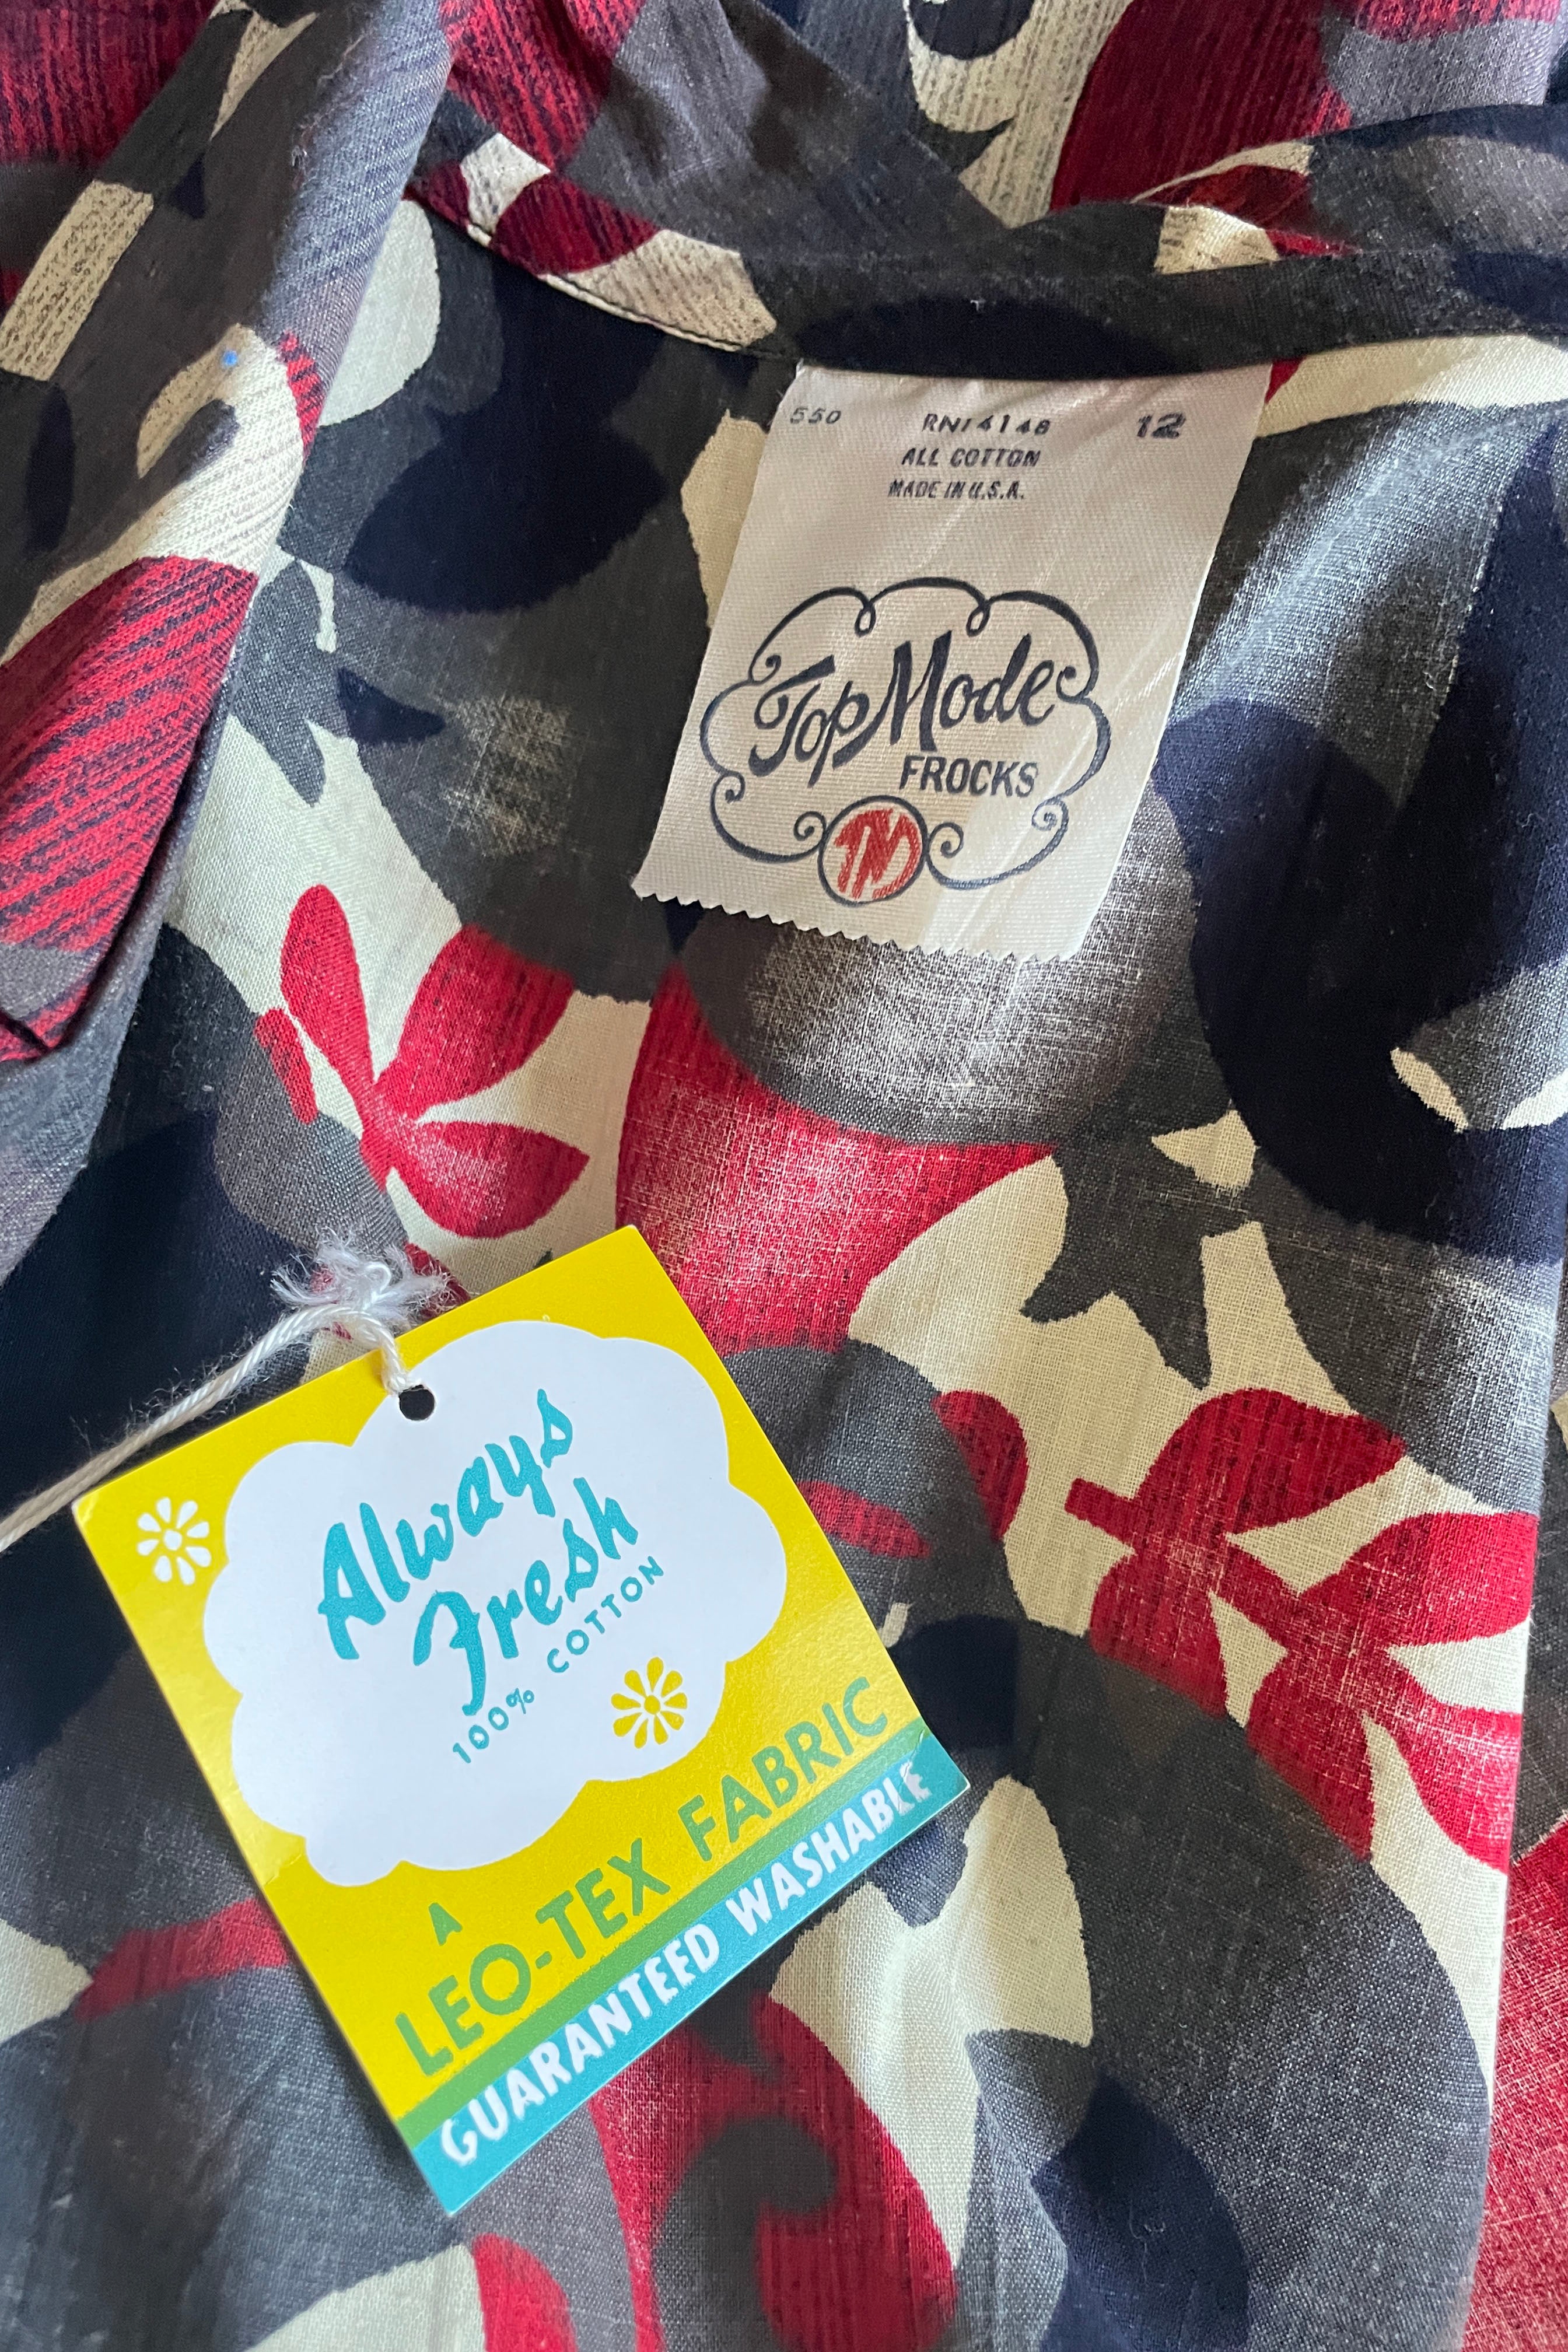 550 RN14148 12
ALL COTTON
MADE IN U.S.A.
Top Mode
FROCKS
TM
Always
Fresh
100% COTTON
A
LEO-TEX FABRIC
GUARANTEED WASHABLE